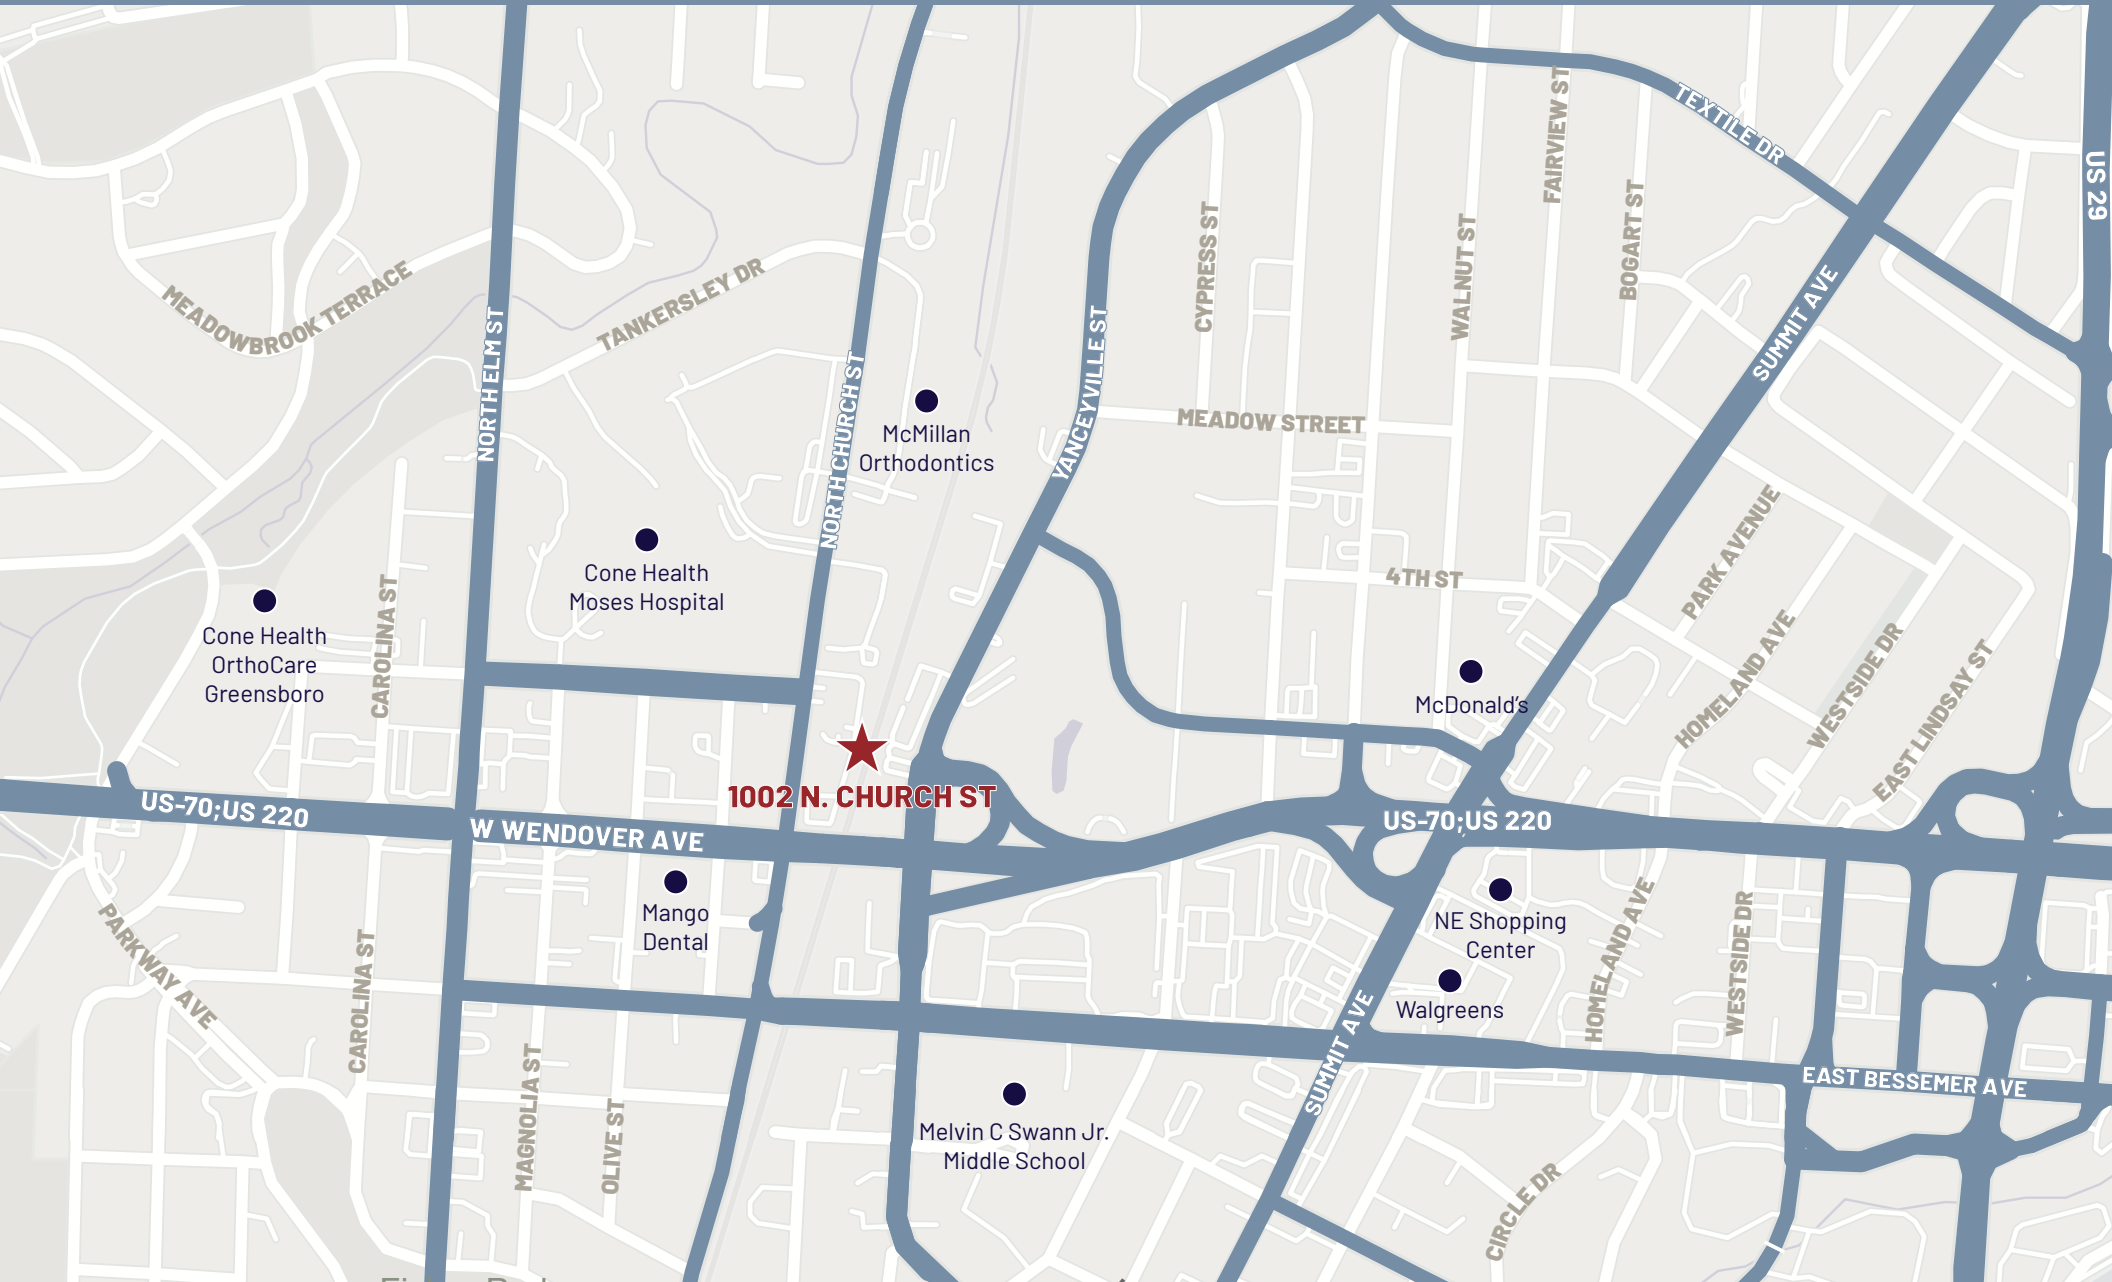 TEXTILE DR
FAIRVIEW ST
US 29
BOGART ST
CYPRESS ST
WALNUT ST
MEADOWBROOK TERRACE
TANKERSLEY DR
SUMMIT AVE
NORTH ELM ST
NORTH CHURCH ST
YANCEYVILLE ST
McMillan
Orthodontics
MEADOW STREET
PARK AVENUE
Cone Health
Moses Hospital
4TH ST
Cone Health
OrthoCare
Greensboro
CAROLINA ST
HOMELAND AVE
WESTSIDE DR
EAST LINDSAY ST
McDonald's
1002 N. CHURCH ST
US-70;US 220
W WENDOVER AVE
US-70;US 220
Mango
Dental
NE Shopping
Center
Walgreens
PARKWAY AVE
CAROLINA ST
HOMELAND AVE
WESTSIDE DR
SUMMIT AVE
EAST BESSEMER AVE
MAGNOLIA ST
OLIVE ST
Melvin C Swann Jr.
Middle School
CIRCLE DR